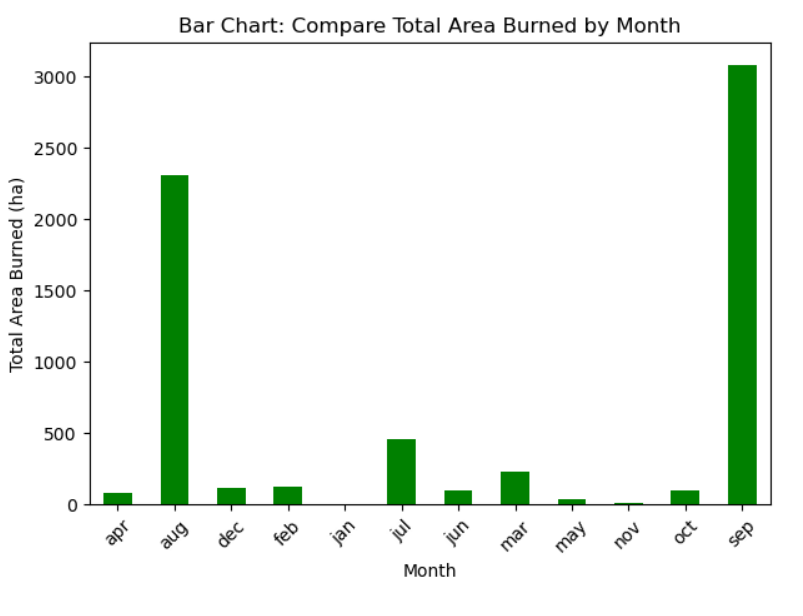 Bar Chart: Compare Total Area Burned by Month
Total Area Burned (ha)
3000
2500
2000
1500
1000
500
0
apr aug dec feb jan jul jun mar may nov oct sep
Month